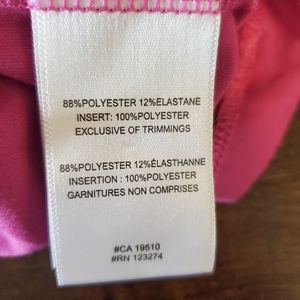 88%POLYESTER 12%ELASTANE
INSERT: 100%POLYESTER
EXCLUSIVE OF TRIMMINGS
88%POLYESTER 12%ÉLASTHANNE
INSERTION : 100%POLYESTER
GARNITURES NON COMPRISES
#CA 19510
#RN 123274